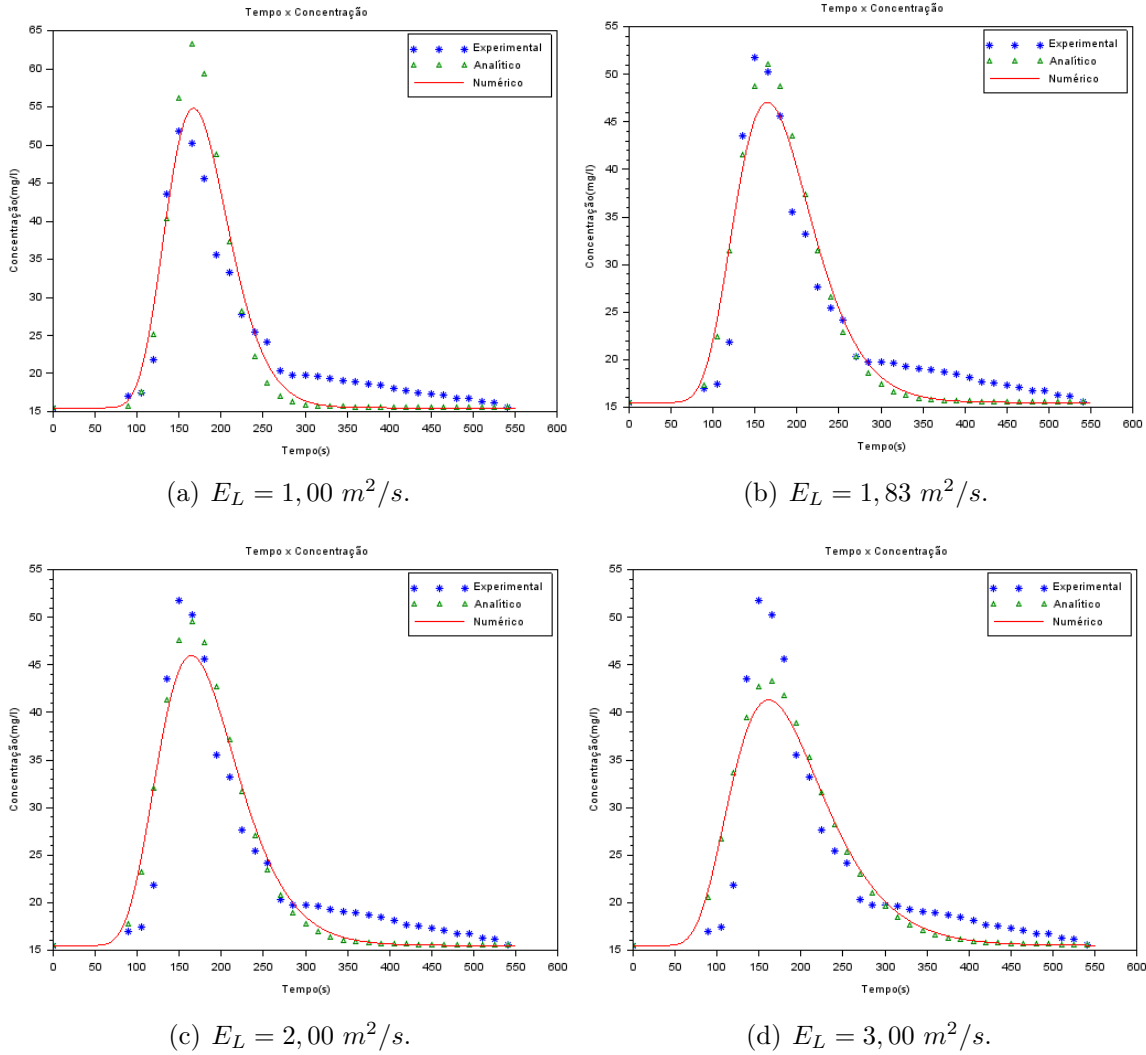 Tempo x Concentração
65
60
55
50
45
40
35
30
25
20
15
Concentração(mg/l)
0 50 100 150 200 250 300 350 400 450 500 550 600
Tempo(s)
Experimental
Analítico
Numérico
(a) E_L = 1,00 m²/s.
Tempo x Concentração
55
50
45
40
35
30
25
20
15
Concentração(mg/l)
0 50 100 150 200 250 300 350 400 450 500 550 600
Tempo(s)
Experimental
Analítico
Numérico
(b) E_L = 1,83 m²/s.
Tempo x Concentração
55
50
45
40
35
30
25
20
15
Concentração(mg/l)
0 50 100 150 200 250 300 350 400 450 500 550 600
Tempo(s)
Experimental
Analítico
Numérico
(c) E_L = 2,00 m²/s.
Tempo x Concentração
55
50
45
40
35
30
25
20
15
Concentração(mg/l)
0 50 100 150 200 250 300 350 400 450 500 550 600
Tempo(s)
Experimental
Analítico
Numérico
(d) E_L = 3,00 m²/s.